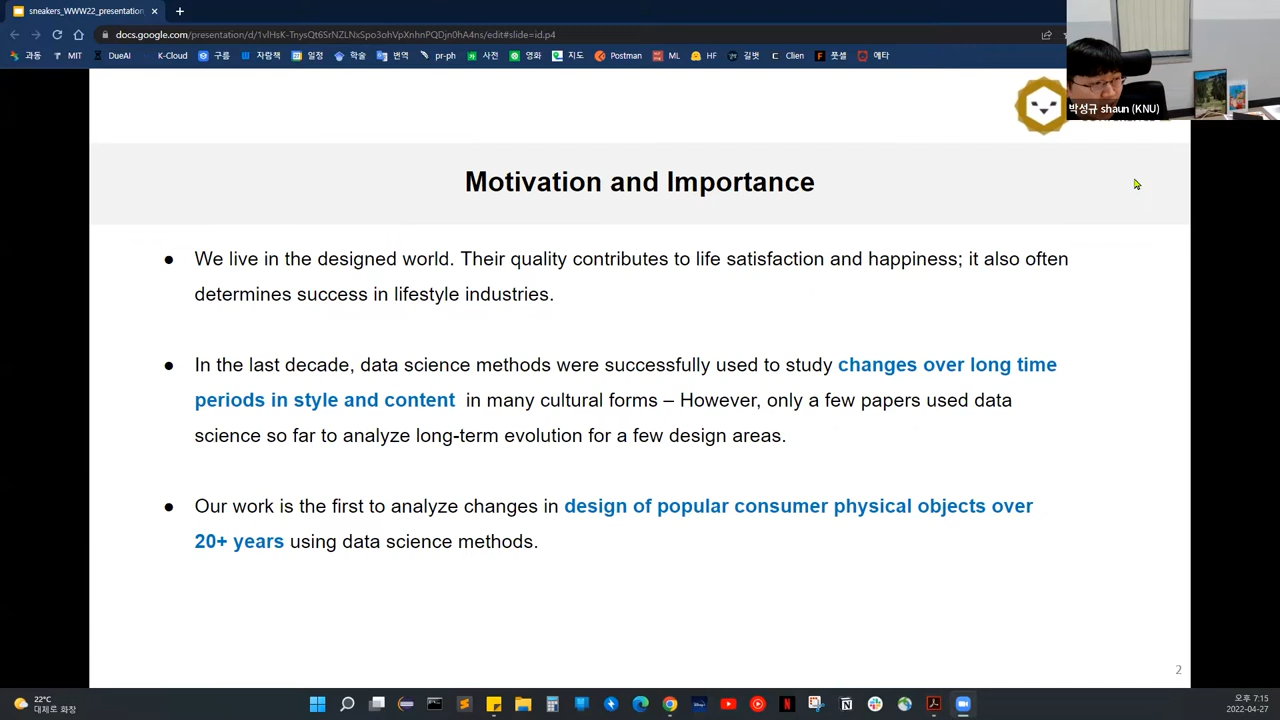 sneakers_WWW22_presentation
docs.google.com/presentation/d/1vlHsK-TnysQt6SrNZLNxSpo3ohVpXnhnPQDjn0hA4ns/edit#slide=id.p4
과동 MIT DueAI K-Cloud 구름 자람책 일정 학술 번역 pr-ph 사전 영화 지도 Postman ML HF 길벗 Clien 풋셀 에타
박성규 shaun (KNU)
Motivation and Importance
● We live in the designed world. Their quality contributes to life satisfaction and happiness; it also often
determines success in lifestyle industries.
● In the last decade, data science methods were successfully used to study changes over long time
periods in style and content in many cultural forms – However, only a few papers used data
science so far to analyze long-term evolution for a few design areas.
● Our work is the first to analyze changes in design of popular consumer physical objects over
20+ years using data science methods.
2
22°C
대체로 화창
오후 7:15
2022-04-27